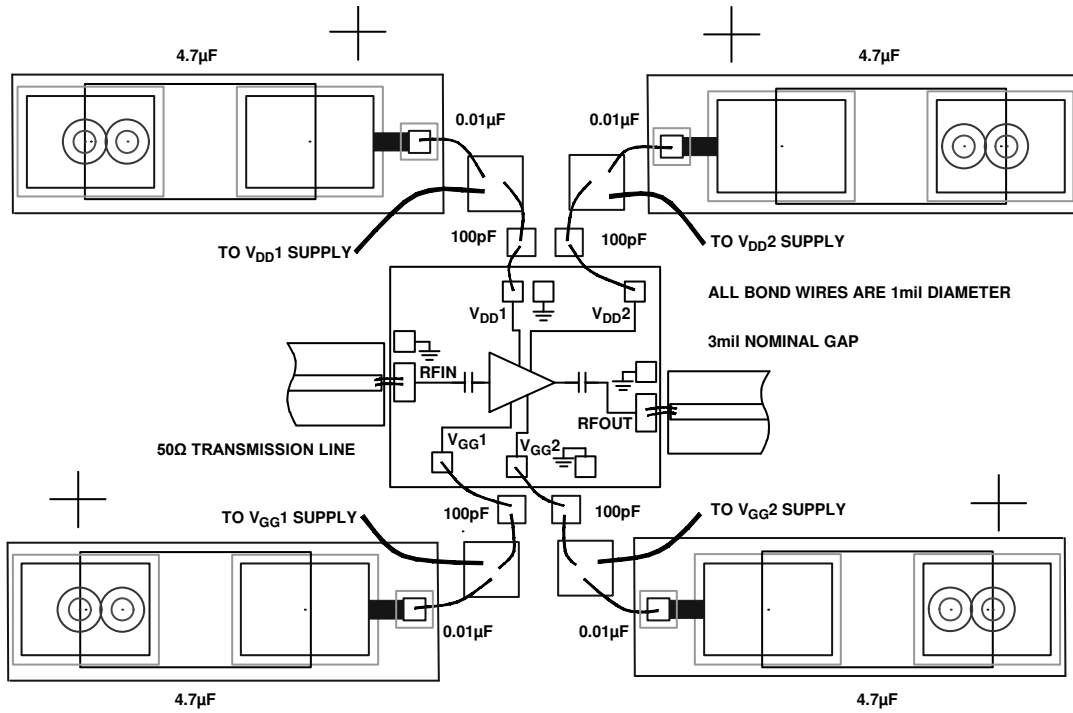 4.7µF
4.7µF
0.01µF
0.01µF
TO VDD1 SUPPLY
100pF
100pF
TO VDD2 SUPPLY
ALL BOND WIRES ARE 1mil DIAMETER
VDD1
VDD2
3mil NOMINAL GAP
RFIN
RFOUT
50Ω TRANSMISSION LINE
VGG1
VGG2
TO VGG1 SUPPLY
100pF
100pF
TO VGG2 SUPPLY
0.01µF
0.01µF
4.7µF
4.7µF